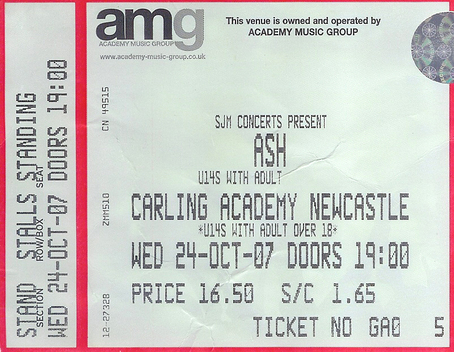 amg
ACADEMY MUSIC GROUP
www.academy-music-group.co.uk
This venue is owned and operated by
ACADEMY MUSIC GROUP
SJM CONCERTS PRESENT
ASH
U14S WITH ADULT
CARLING ACADEMY NEWCASTLE
*U14S WITH ADULT OVER 18*
WED 24-OCT-07 DOORS 19:00
PRICE 16.50 S/C 1.65
TICKET NO GA0 5
STAND STALLS STANDING
SECTION ROW/BOX SEAT
WED 24-OCT-07 DOORS 19:00
CN 49515
ZMM510
12-27328